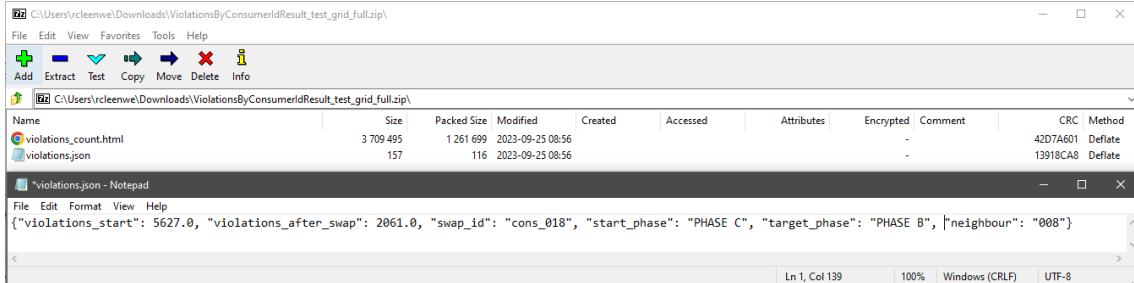 C:\Users\rcleenwe\Downloads\ViolationsByConsumerIdResult_test_grid_full.zip\
File Edit View Favorites Tools Help
Add Extract Test Copy Move Delete Info
C:\Users\rcleenwe\Downloads\ViolationsByConsumerIdResult_test_grid_full.zip\
Name Size Packed Size Modified Created Accessed Attributes Encrypted Comment CRC Method
violations_count.html 3 709 495 1 261 699 2023-09-25 08:56 - 42D7A601 Deflate
violations.json 157 116 2023-09-25 08:56 - 13918CA8 Deflate
*violations.json - Notepad
File Edit Format View Help
{"violations_start": 5627.0, "violations_after_swap": 2061.0, "swap_id": "cons_018", "start_phase": "PHASE C", "target_phase": "PHASE B", "neighbour": "008"}
Ln 1, Col 139 100% Windows (CRLF) UTF-8